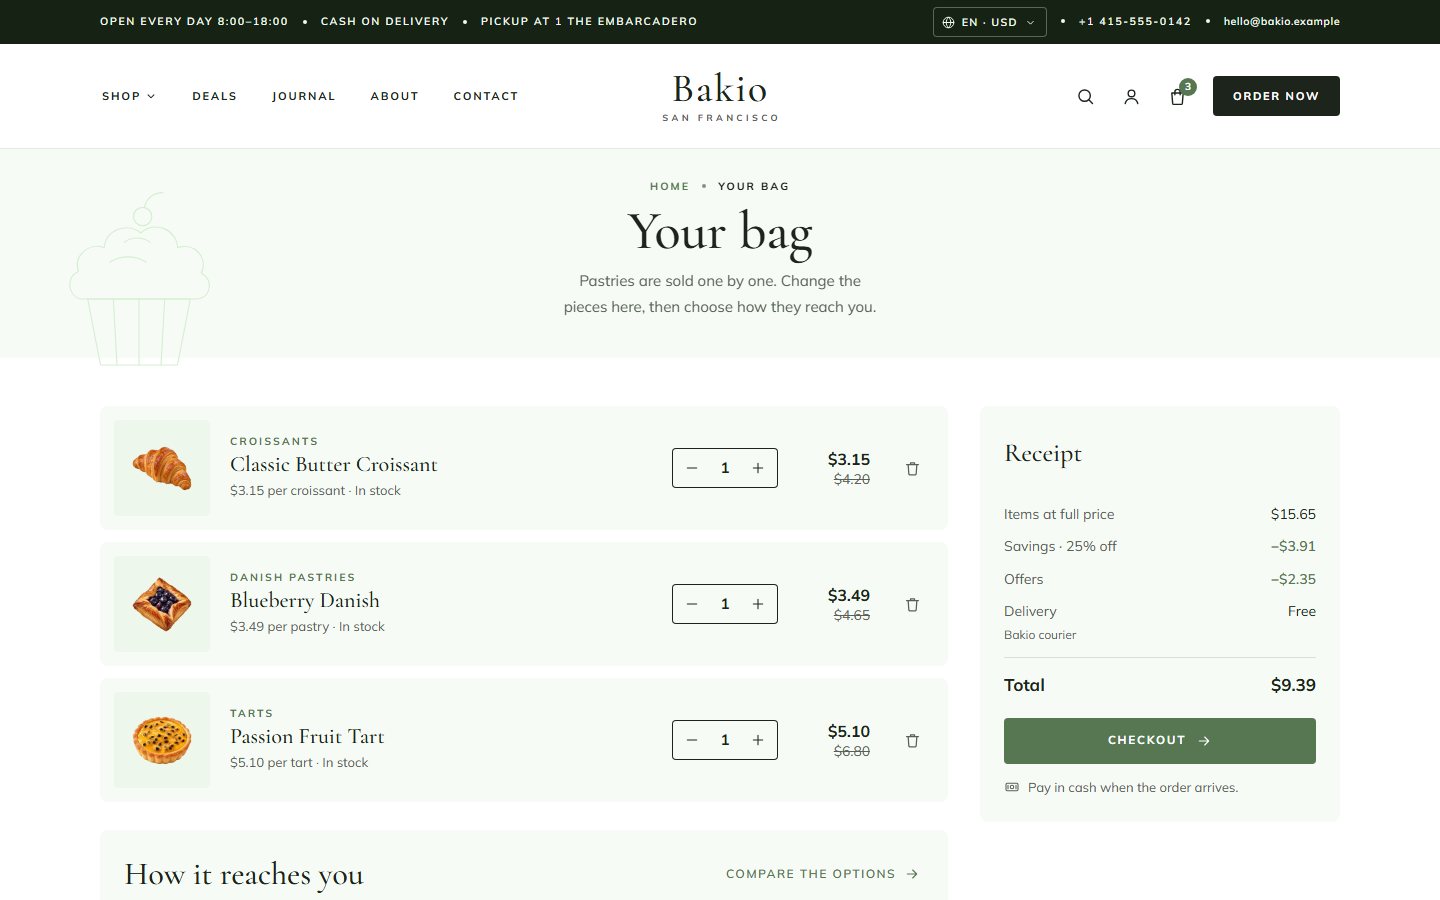 OPEN EVERY DAY 8:00–18:00 • CASH ON DELIVERY • PICKUP AT 1 THE EMBARCADERO
EN · USD • +1 415-555-0142 • hello@bakio.example
SHOP DEALS JOURNAL ABOUT CONTACT
Bakio
SAN FRANCISCO
3
ORDER NOW
HOME • YOUR BAG
Your bag
Pastries are sold one by one. Change the
pieces here, then choose how they reach you.
CROISSANTS
Classic Butter Croissant
$3.15 per croissant · In stock
− 1 +
$3.15
$4.20
DANISH PASTRIES
Blueberry Danish
$3.49 per pastry · In stock
− 1 +
$3.49
$4.65
TARTS
Passion Fruit Tart
$5.10 per tart · In stock
− 1 +
$5.10
$6.80
How it reaches you
COMPARE THE OPTIONS
Receipt
Items at full price $15.65
Savings · 25% off −$3.91
Offers −$2.35
Delivery Free
Bakio courier
Total $9.39
CHECKOUT
Pay in cash when the order arrives.